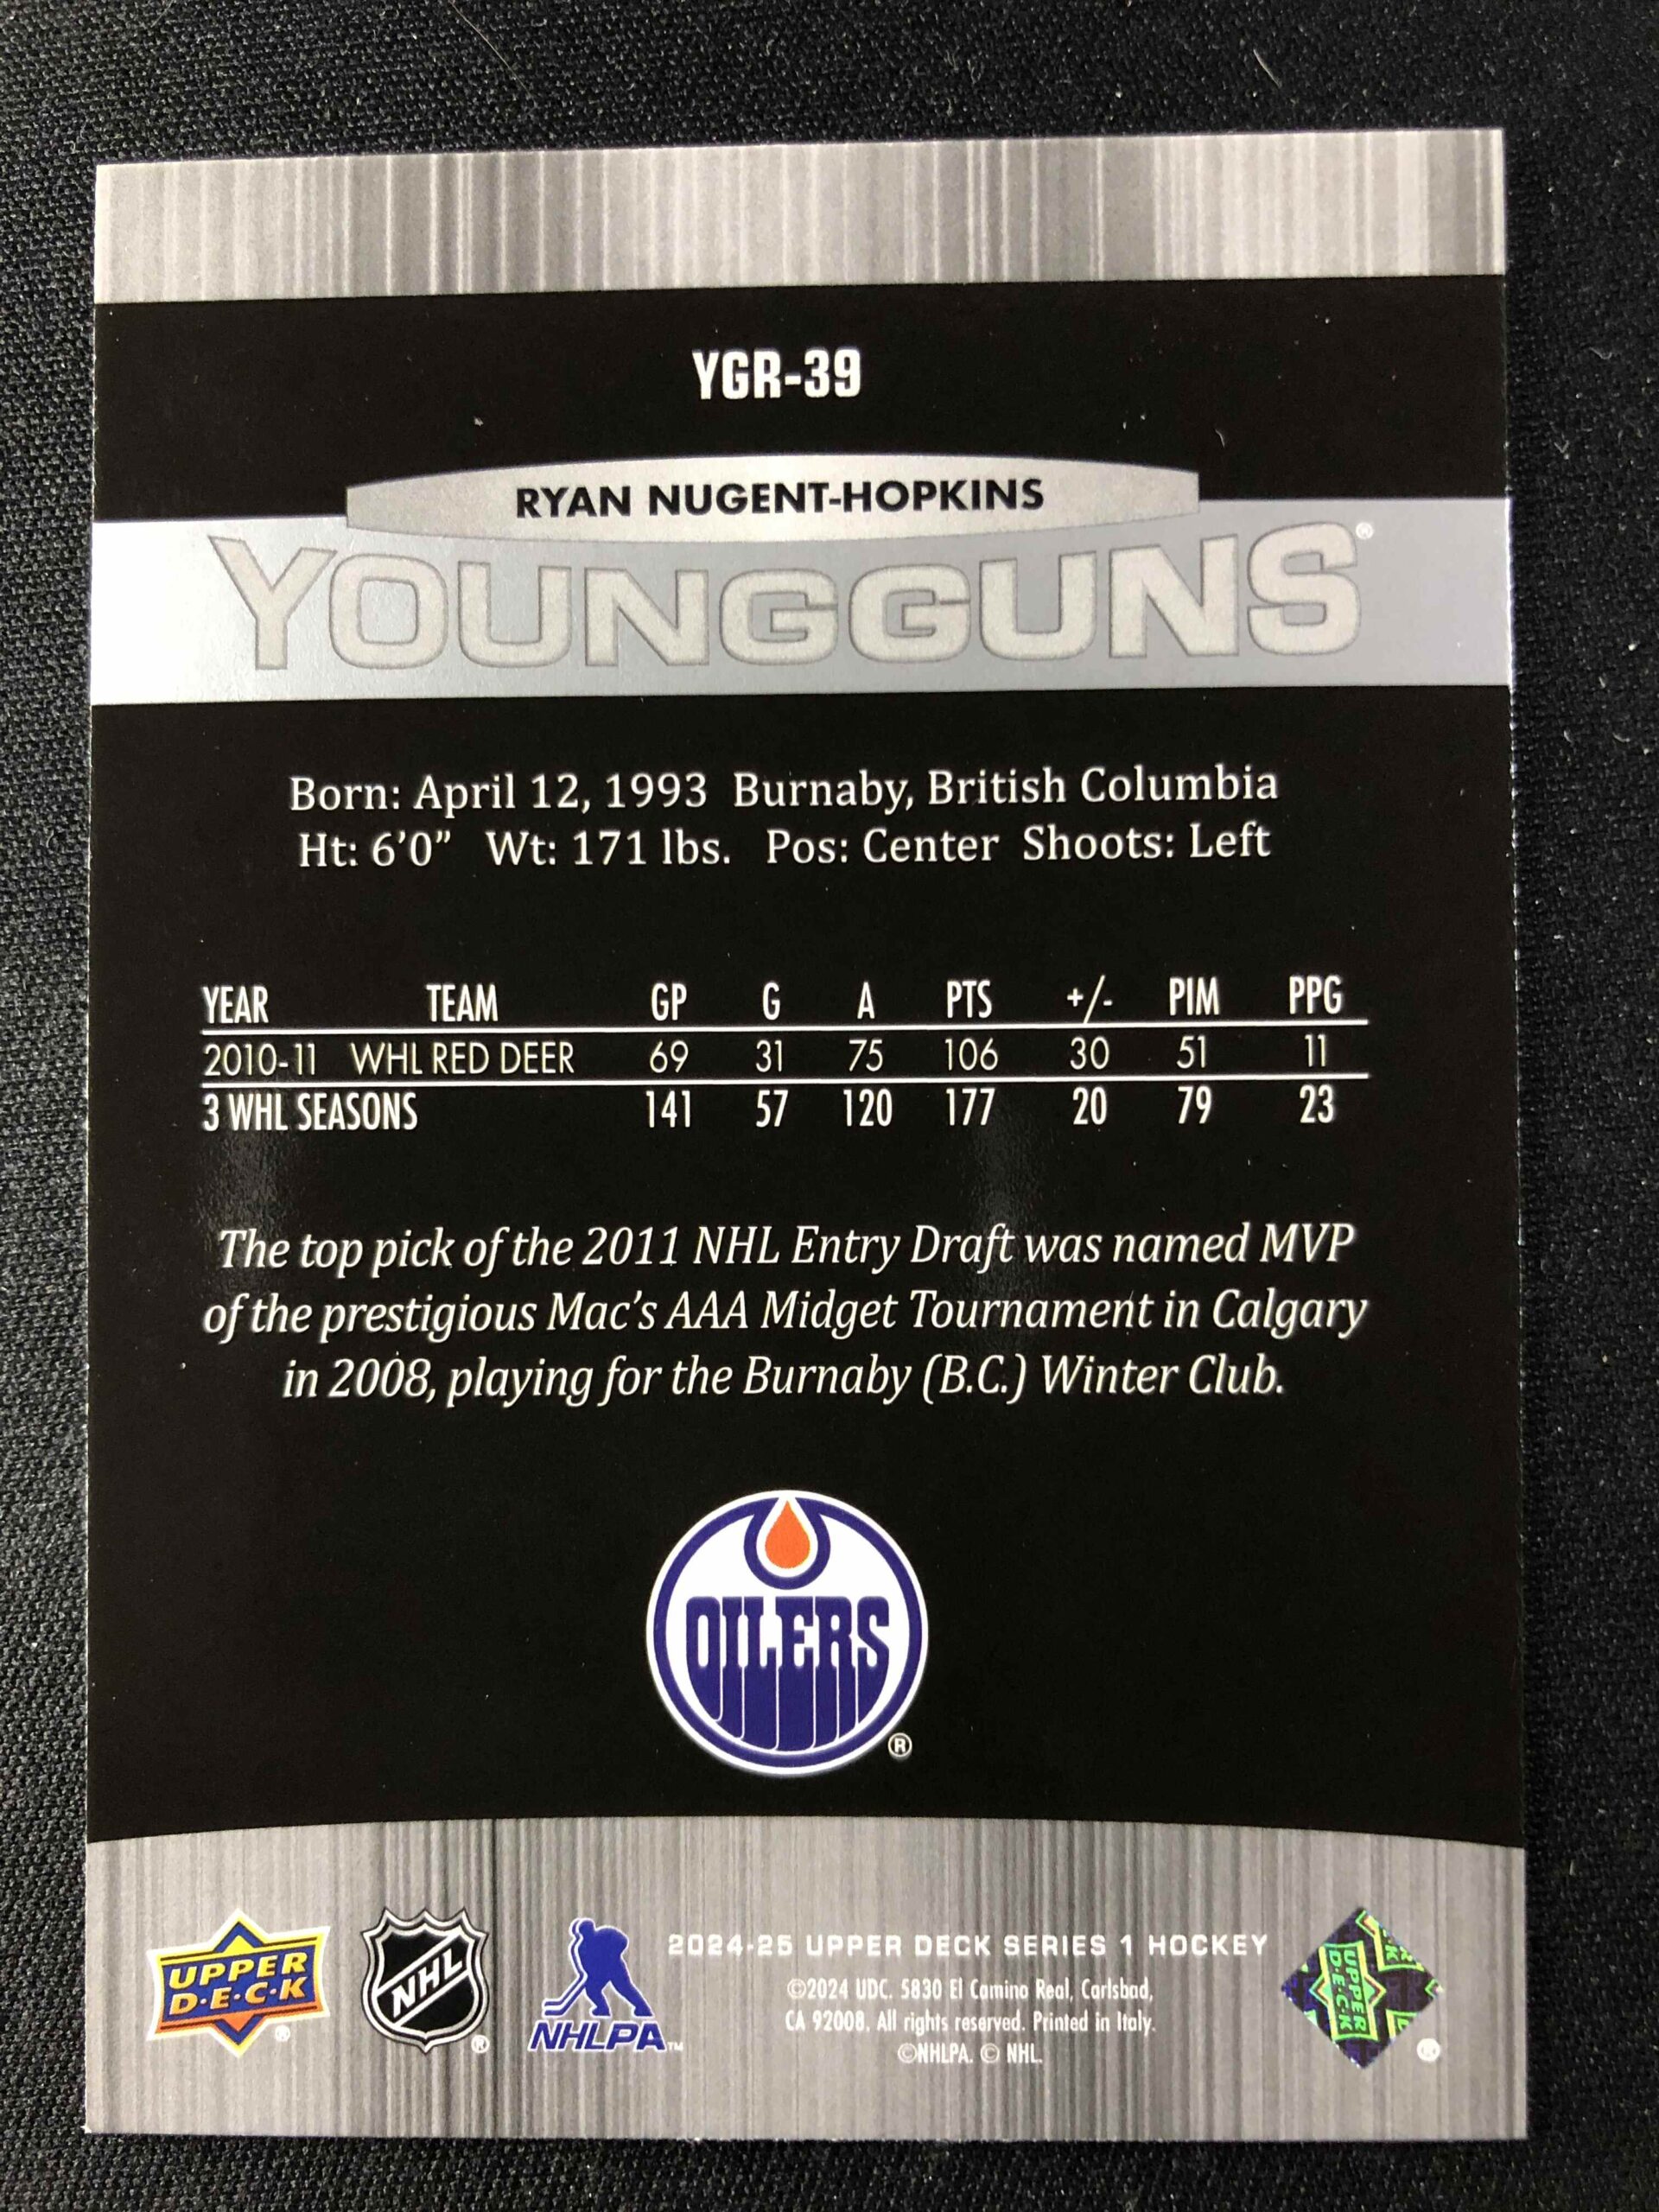 YGR-39
RYAN NUGENT-HOPKINS
YOUNGGUNS®
Born: April 12, 1993 Burnaby, British Columbia
Ht: 6’0” Wt: 171 lbs. Pos: Center Shoots: Left
YEAR TEAM GP G A PTS +/- PIM PPG
2010-11 WHL RED DEER 69 31 75 106 30 51 11
3 WHL SEASONS 141 57 120 177 20 79 23
The top pick of the 2011 NHL Entry Draft was named MVP
of the prestigious Mac’s AAA Midget Tournament in Calgary
in 2008, playing for the Burnaby (B.C.) Winter Club.
OILERS
®
UPPER
D•E•C•K
®
NHL
®
NHLPA™
2024-25 UPPER DECK SERIES 1 HOCKEY
©2024 UDC. 5830 El Camino Real, Carlsbad,
CA 92008. All rights reserved. Printed in Italy.
©NHLPA. © NHL.
UPPER
D•E•C•K
®